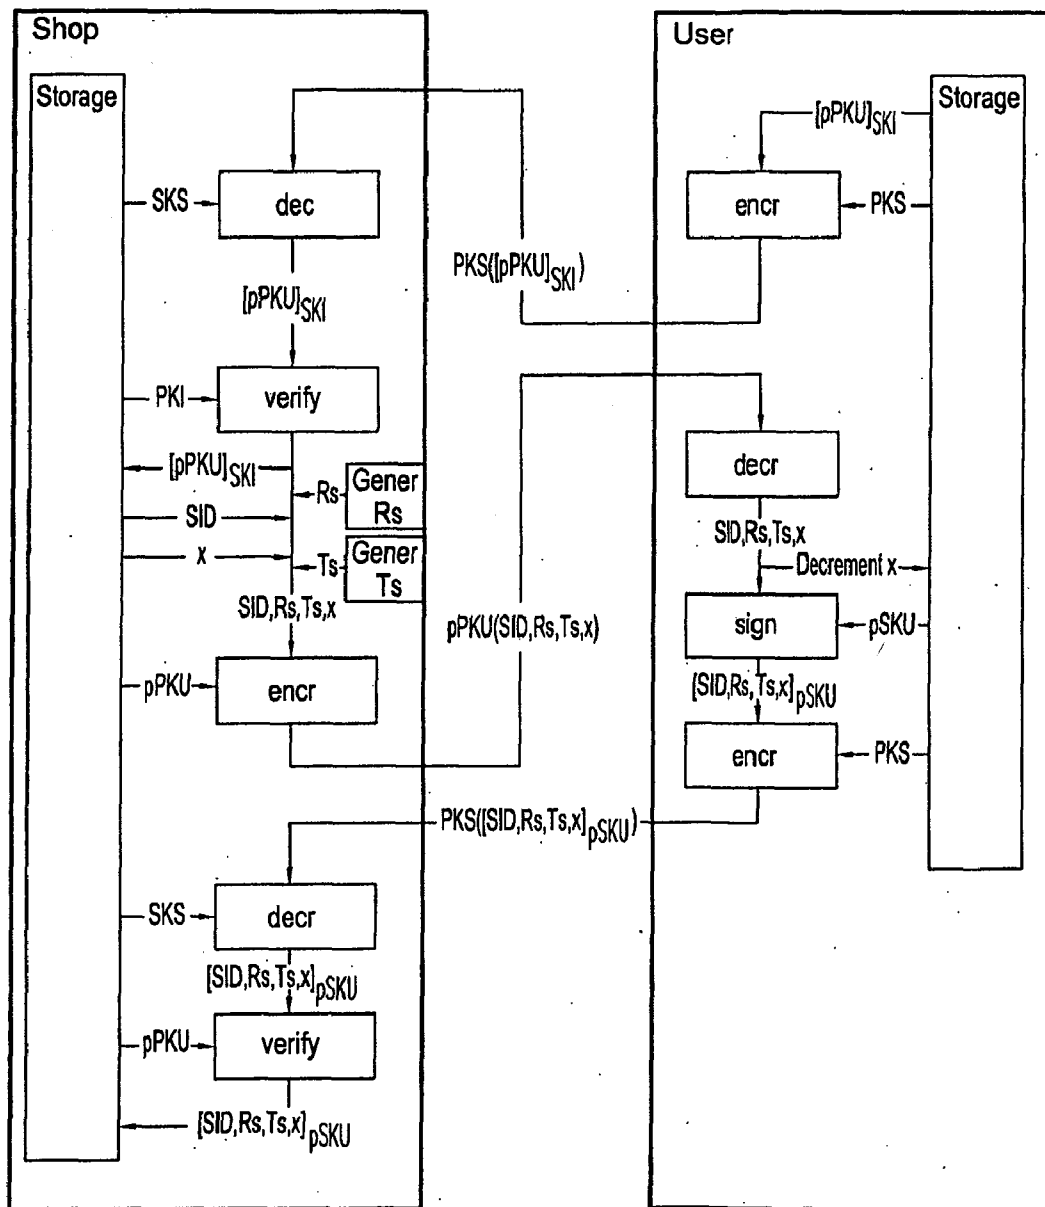 Shop
Storage
SKS
dec
[pPKU]SKI
PKI
verify
[pPKU]SKI
Rs
Gener
Rs
SID
x
Ts
Gener
Ts
SID,Rs,Ts,x
pPKU
encr
SKS
decr
[SID,Rs,Ts,x]pSKU
pPKU
verify
[SID,Rs,Ts,x]pSKU
PKS([pPKU]SKI)
pPKU(SID,Rs,Ts,x)
PKS([SID,Rs,Ts,x]pSKU)
User
Storage
[pPKU]SKI
encr
PKS
decr
SID,Rs,Ts,x
Decrement x
sign
pSKU
[SID,Rs,Ts,x]pSKU
encr
PKS